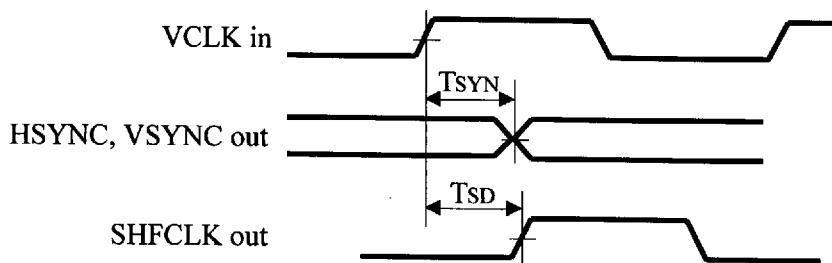 VCLK in
TSYN
HSYNC, VSYNC out
TSD
SHFCLK out